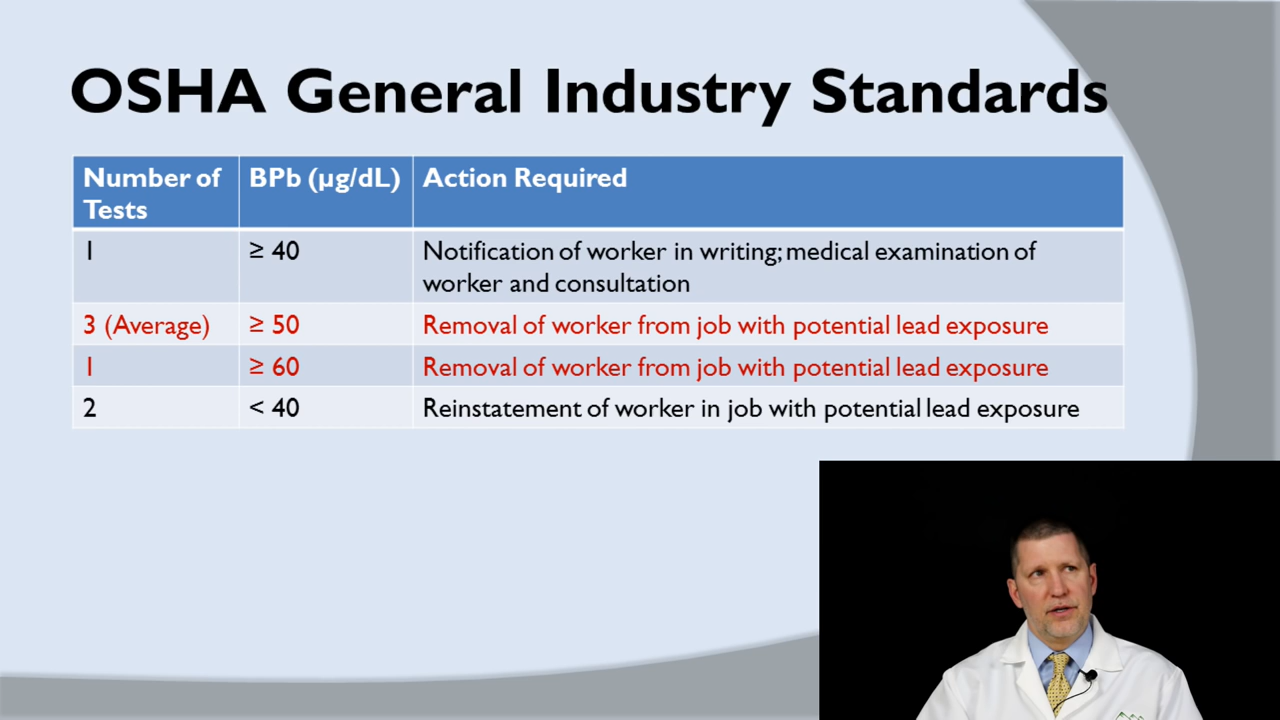 OSHA General Industry Standards
Number of Tests
BPb (µg/dL)
Action Required
1
≥ 40
Notification of worker in writing; medical examination of
worker and consultation
3 (Average)
≥ 50
Removal of worker from job with potential lead exposure
1
≥ 60
Removal of worker from job with potential lead exposure
2
< 40
Reinstatement of worker in job with potential lead exposure